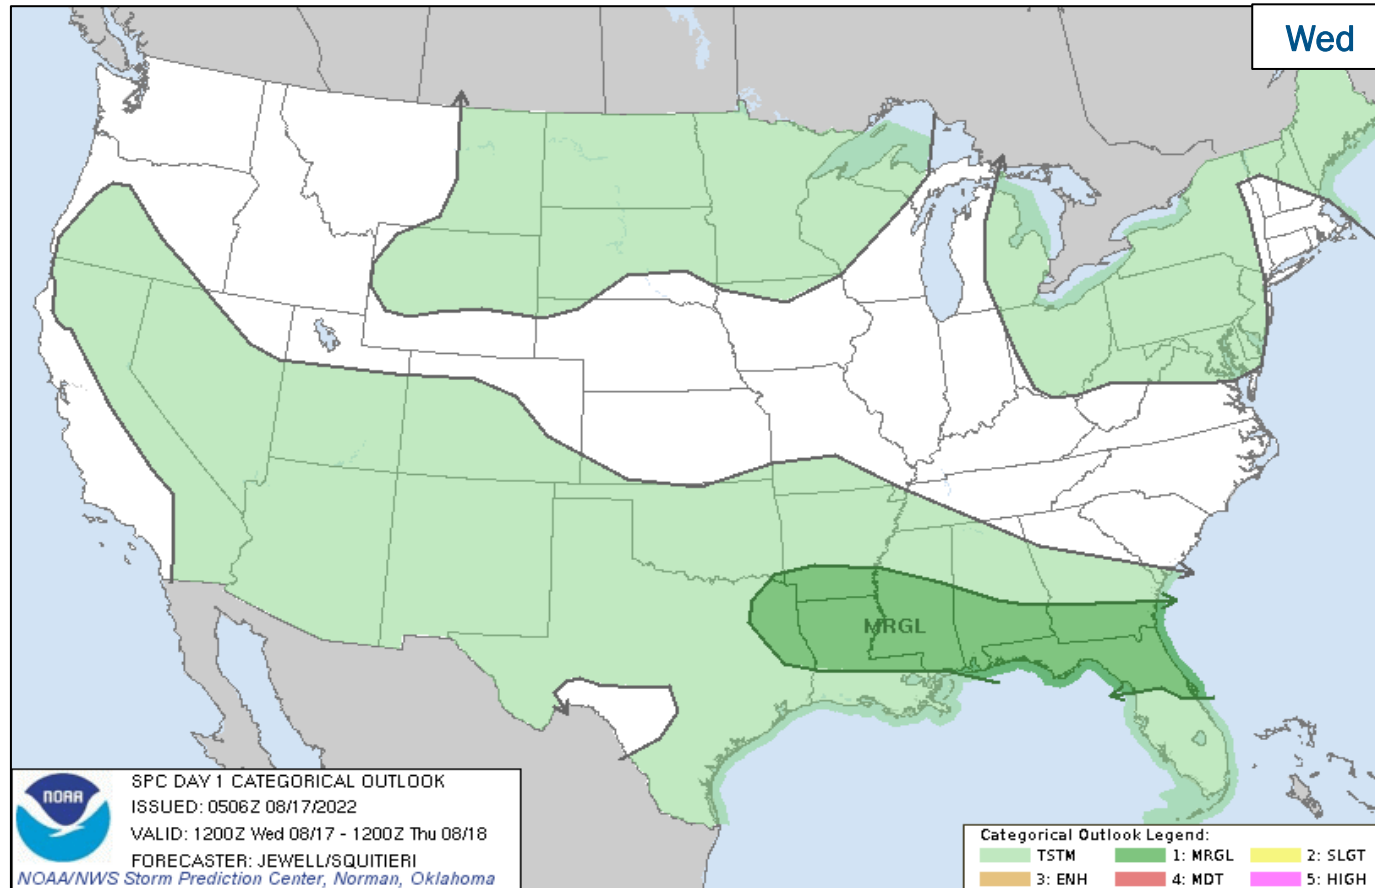 Wed
MRGL
NOAA
SPC DAY 1 CATEGORICAL OUTLOOK
ISSUED: 0506Z 08/17/2022
VALID: 1200Z Wed 08/17 - 1200Z Thu 08/18
FORECASTER: JEWELL/SQUITIERI
NOAA/NWS Storm Prediction Center, Norman, Oklahoma
Categorical Outlook Legend:
TSTM 1: MRGL 2: SLGT
3: ENH 4: MDT 5: HIGH